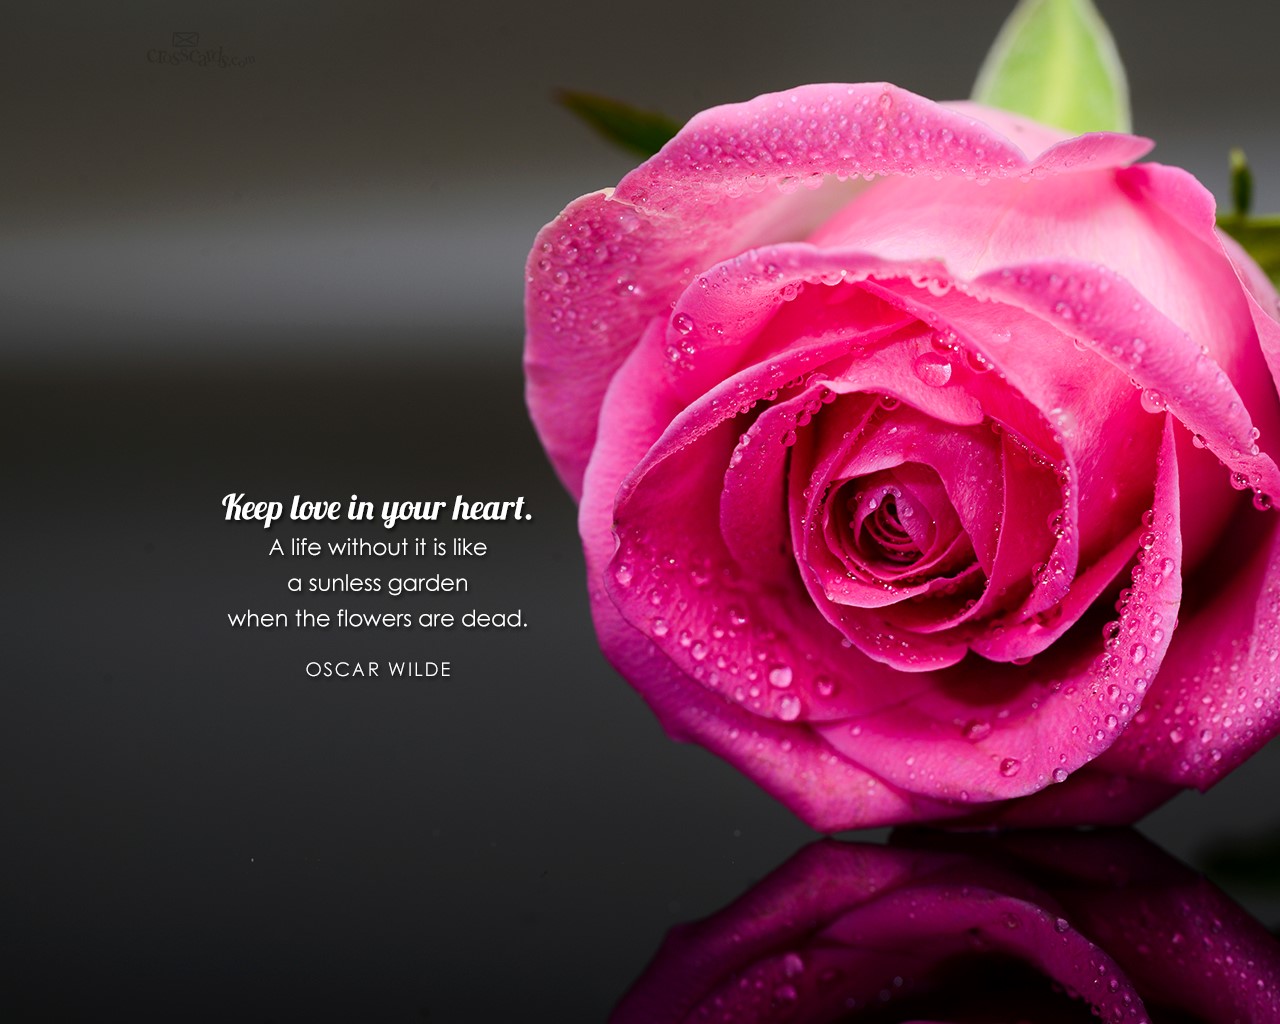 crosscards.com
Keep love in your heart.
A life without it is like
a sunless garden
when the flowers are dead.
OSCAR WILDE